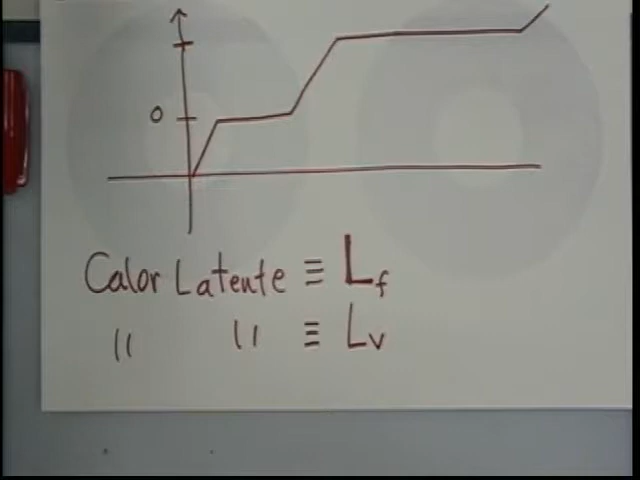 0
Calor Latente ≡ Lf
" " ≡ Lv